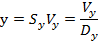 y = S_y V_y = V_y / D_y